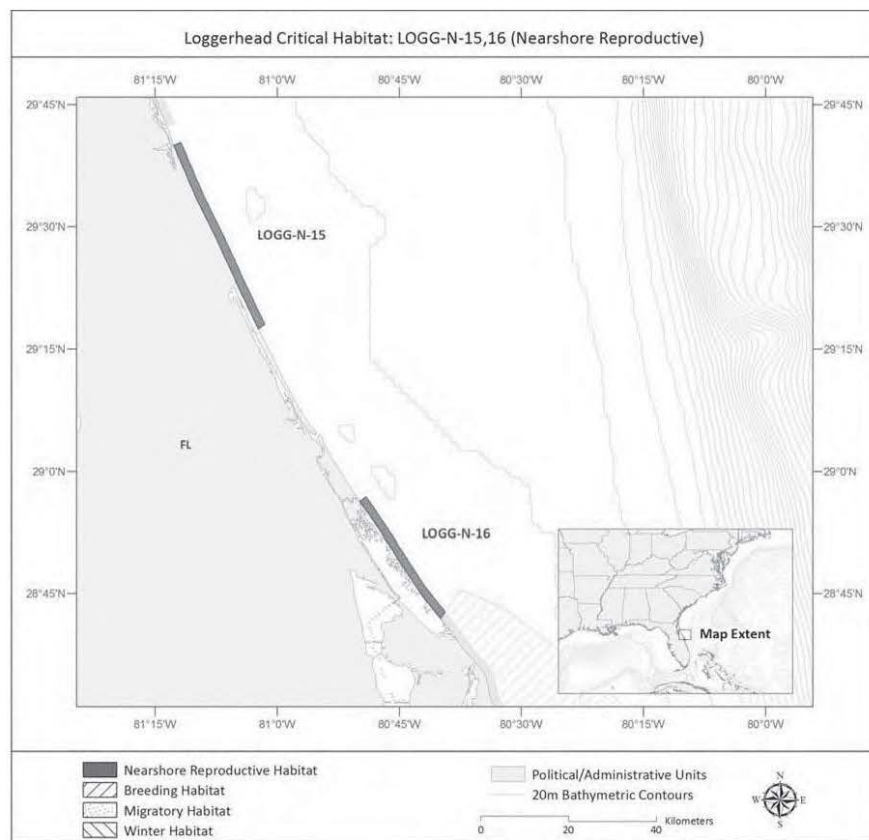 Loggerhead Critical Habitat: LOGG-N-15,16 (Nearshore Reproductive)
81°15'W 81°0'W 80°45'W 80°30'W 80°15'W 80°0'W
29°45'N 29°45'N
29°30'N 29°30'N
LOGG-N-15
29°15'N 29°15'N
FL
29°0'N 29°0'N
LOGG-N-16
28°45'N 28°45'N
Map Extent
81°15'W 81°0'W 80°45'W 80°30'W 80°15'W 80°0'W
Nearshore Reproductive Habitat
Breeding Habitat
Migratory Habitat
Winter Habitat
Political/Administrative Units
20m Bathymetric Contours
Kilometers
0 20 40
N
W E
S